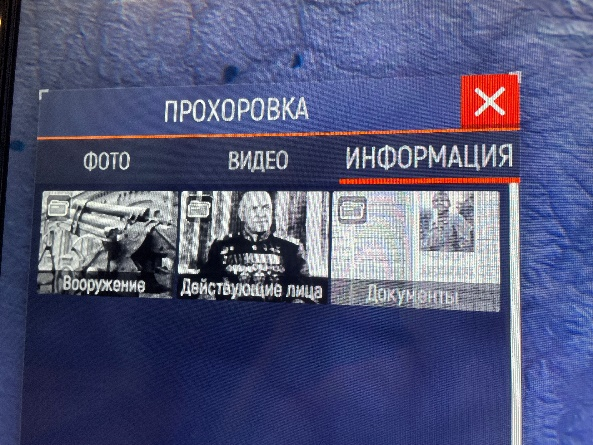 ПРОХОРОВКА
ФОТО ВИДЕО ИНФОРМАЦИЯ
Вооружение Действующие лица Документы